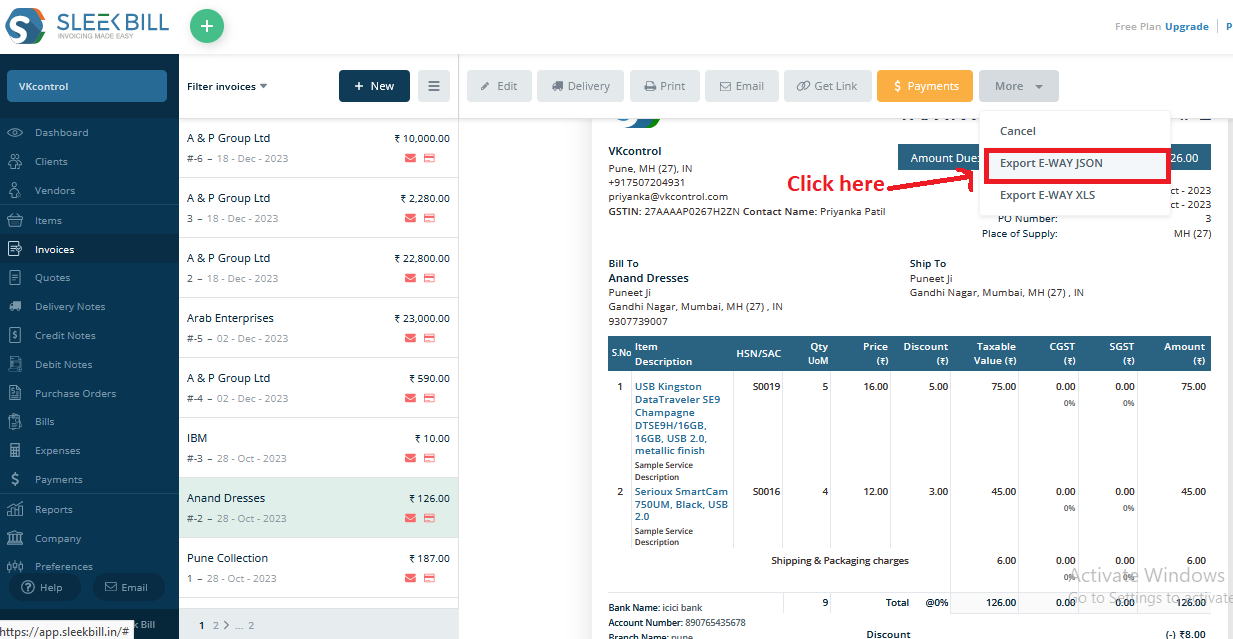 SLEEK BILL
INVOICING MADE EASY
+
Free Plan Upgrade
P
VKcontrol
Dashboard
Clients
Vendors
Items
Invoices
Quotes
Delivery Notes
Credit Notes
Debit Notes
Purchase Orders
Bills
Expenses
Payments
Reports
Company
Preferences
Help
Email
k Bill
https://app.sleekbill.in/#
Filter invoices
+ New
A & P Group Ltd ₹ 10,000.00
#-6 – 18 - Dec - 2023
A & P Group Ltd ₹ 2,280.00
3 – 18 - Dec - 2023
A & P Group Ltd ₹ 22,800.00
2 – 18 - Dec - 2023
Arab Enterprises ₹ 23,000.00
#-5 – 02 - Dec - 2023
A & P Group Ltd ₹ 590.00
#-4 – 02 - Dec - 2023
IBM ₹ 10.00
#-3 – 28 - Oct - 2023
Anand Dresses ₹ 126.00
#-2 – 28 - Oct - 2023
Pune Collection ₹ 187.00
1 – 28 - Oct - 2023
1 2 > ... 2
Edit
Delivery
Print
Email
Get Link
$ Payments
More
Cancel
Export E-WAY JSON
Export E-WAY XLS
Click here
VKcontrol
Pune, MH (27), IN
+917507204931
priyanka@vkcontrol.com
GSTIN: 27AAAAP0267H2ZN Contact Name: Priyanka Patil
Amount Due: 26.00
ct - 2023
ct - 2023
PO Number: 3
Place of Supply: MH (27)
Bill To
Anand Dresses
Puneet Ji
Gandhi Nagar, Mumbai, MH (27) , IN
9307739007
Ship To
Puneet Ji
Gandhi Nagar, Mumbai, MH (27) , IN
S.No Item Description HSN/SAC Qty UoM Price (₹) Discount (₹) Taxable Value (₹) CGST (₹) SGST (₹) Amount (₹)
1 USB Kingston S0019 5 16.00 5.00 75.00 0.00 0.00 75.00
DataTraveler SE9 0% 0%
Champagne
DTSE9H/16GB,
16GB, USB 2.0,
metallic finish
Sample Service
Description
2 Serioux SmartCam S0016 4 12.00 3.00 45.00 0.00 0.00 45.00
750UM, Black, USB 0% 0%
2.0
Sample Service
Description
Shipping & Packaging charges 6.00 0.00 0.00 6.00
0% 0%
9 Total @0% 126.00 0.00 0.00 126.00
Bank Name: icici bank
Account Number: 890765435678
Branch Name: pune
Discount (-) ₹8.00
Activate Windows
Go to Settings to activate